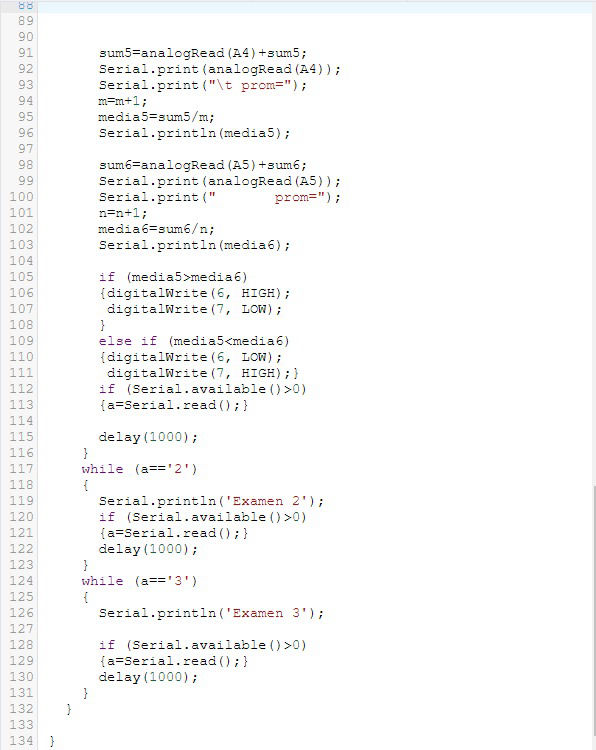 88
89
90
91 sum5=analogRead(A4)+sum5;
92 Serial.print(analogRead(A4));
93 Serial.print("\t prom=");
94 m=m+1;
95 media5=sum5/m;
96 Serial.println(media5);
97
98 sum6=analogRead(A5)+sum6;
99 Serial.print(analogRead(A5));
100 Serial.print("       prom=");
101 n=n+1;
102 media6=sum6/n;
103 Serial.println(media6);
104
105 if (media5>media6)
106 {digitalWrite(6, HIGH);
107 digitalWrite(7, LOW);
108 }
109 else if (media5<media6)
110 {digitalWrite(6, LOW);
111 digitalWrite(7, HIGH);}
112 if (Serial.available()>0)
113 {a=Serial.read();}
114
115 delay(1000);
116 }
117 while (a=='2')
118 {
119 Serial.println('Examen 2');
120 if (Serial.available()>0)
121 {a=Serial.read();}
122 delay(1000);
123 }
124 while (a=='3')
125 {
126 Serial.println('Examen 3');
127
128 if (Serial.available()>0)
129 {a=Serial.read();}
130 delay(1000);
131 }
132 }
133
134 }